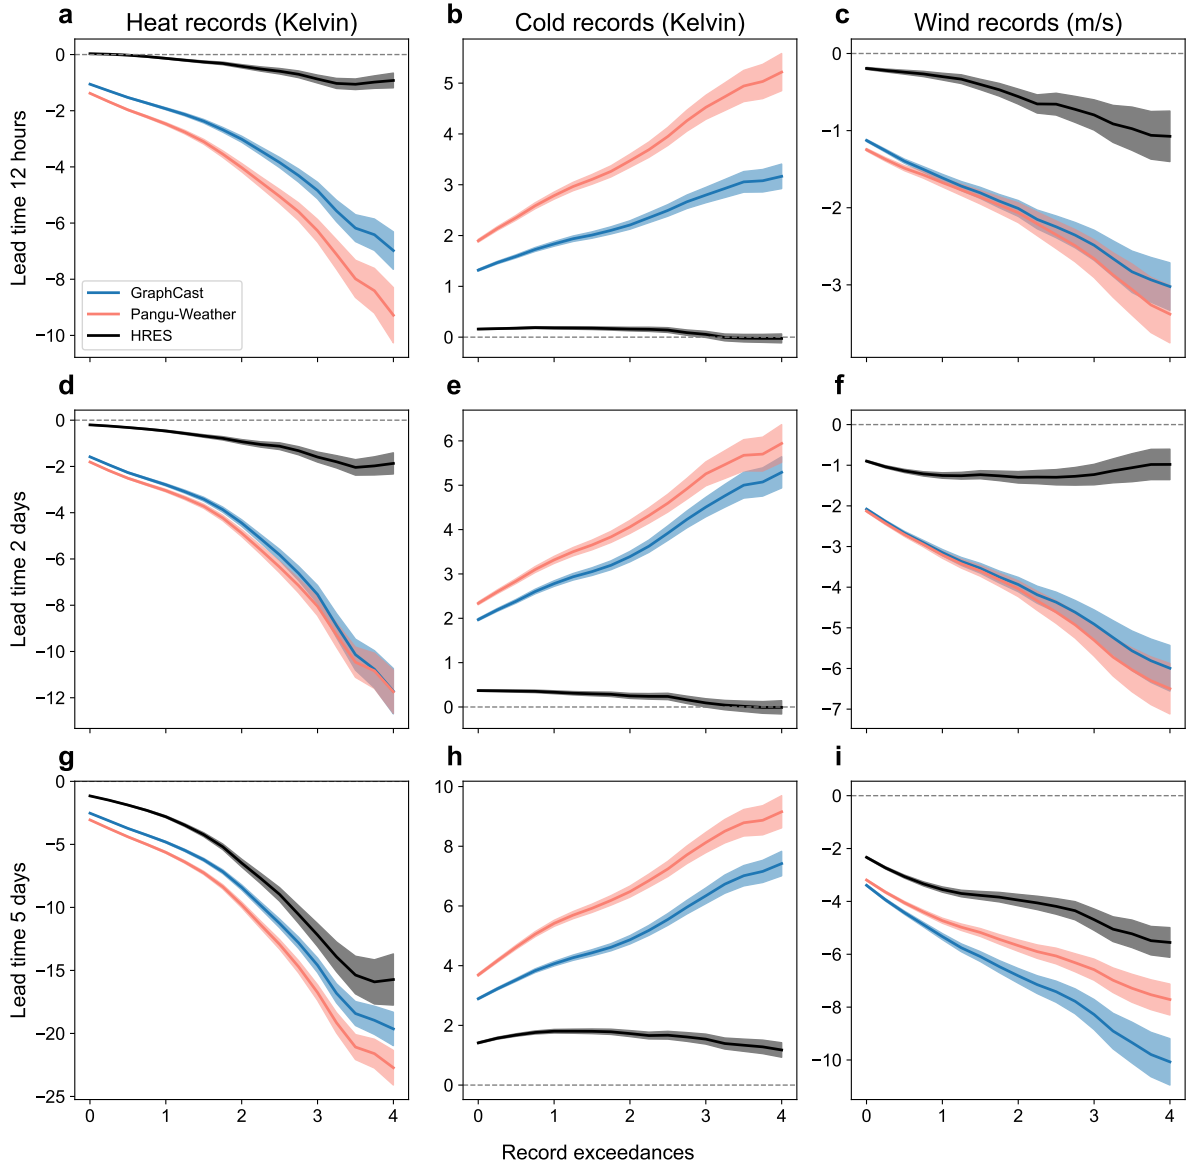 a Heat records (Kelvin)
b Cold records (Kelvin)
c Wind records (m/s)
Lead time 12 hours
0
−2
−4
−6
−8
−10
GraphCast
Pangu-Weather
HRES
5
4
3
2
1
0
0
−1
−2
−3
d
e
f
Lead time 2 days
0
−2
−4
−6
−8
−10
−12
6
5
4
3
2
1
0
0
−1
−2
−3
−4
−5
−6
−7
g
h
i
Lead time 5 days
0
−5
−10
−15
−20
−25
0 1 2 3 4
10
8
6
4
2
0
0 1 2 3 4
0
−2
−4
−6
−8
−10
0 1 2 3 4
Record exceedances